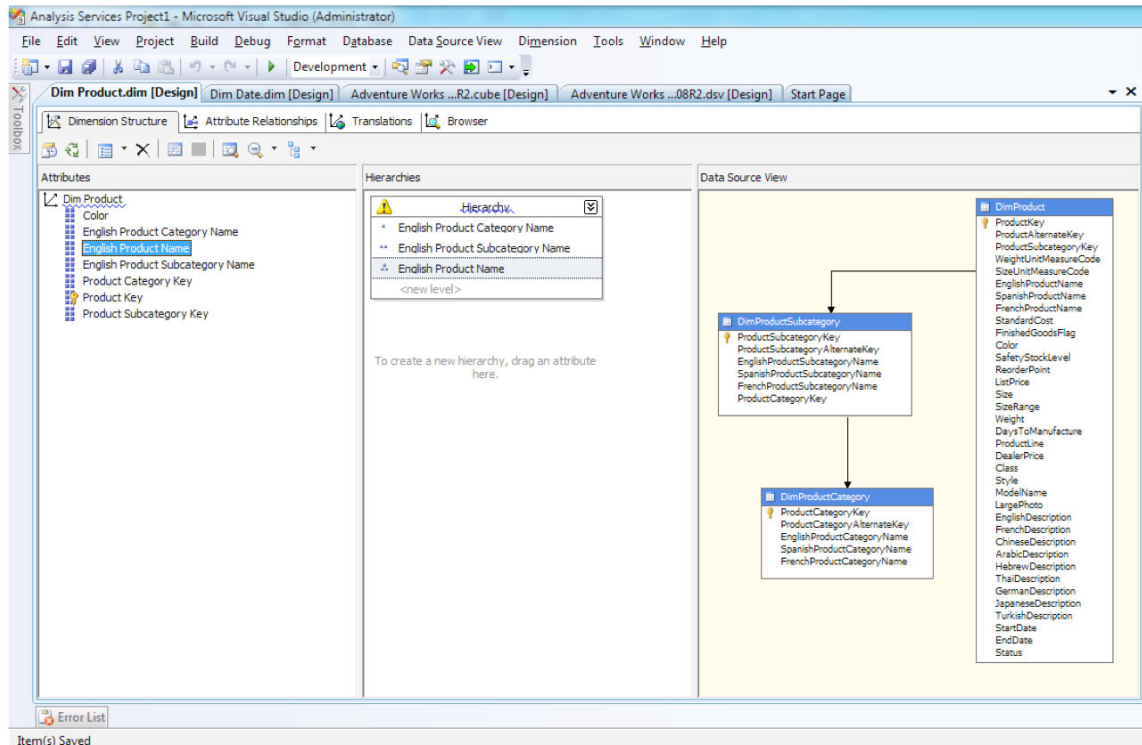 Analysis Services Project1 - Microsoft Visual Studio (Administrator)
File Edit View Project Build Debug Format Database Data Source View Dimension Tools Window Help
Development
Toolbox
Dim Product.dim [Design] Dim Date.dim [Design] Adventure Works ...R2.cube [Design] Adventure Works ...08R2.dsv [Design] Start Page
Dimension Structure Attribute Relationships Translations Browser
Attributes
Dim Product
Color
English Product Category Name
English Product Name
English Product Subcategory Name
Product Category Key
Product Key
Product Subcategory Key
Hierarchies
Hierarchy
English Product Category Name
English Product Subcategory Name
English Product Name
<new level>
To create a new hierarchy, drag an attribute
here.
Data Source View
DimProductSubcategory
ProductSubcategoryKey
ProductSubcategoryAlternateKey
EnglishProductSubcategoryName
SpanishProductSubcategoryName
FrenchProductSubcategoryName
ProductCategoryKey
DimProductCategory
ProductCategoryKey
ProductCategoryAlternateKey
EnglishProductCategoryName
SpanishProductCategoryName
FrenchProductCategoryName
DimProduct
ProductKey
ProductAlternateKey
ProductSubcategoryKey
WeightUnitMeasureCode
SizeUnitMeasureCode
EnglishProductName
SpanishProductName
FrenchProductName
StandardCost
FinishedGoodsFlag
Color
SafetyStockLevel
ReorderPoint
ListPrice
Size
SizeRange
Weight
DaysToManufacture
ProductLine
DealerPrice
Class
Style
ModelName
LargePhoto
EnglishDescription
FrenchDescription
ChineseDescription
ArabicDescription
HebrewDescription
ThaiDescription
GermanDescription
JapaneseDescription
TurkishDescription
StartDate
EndDate
Status
Error List
Item(s) Saved